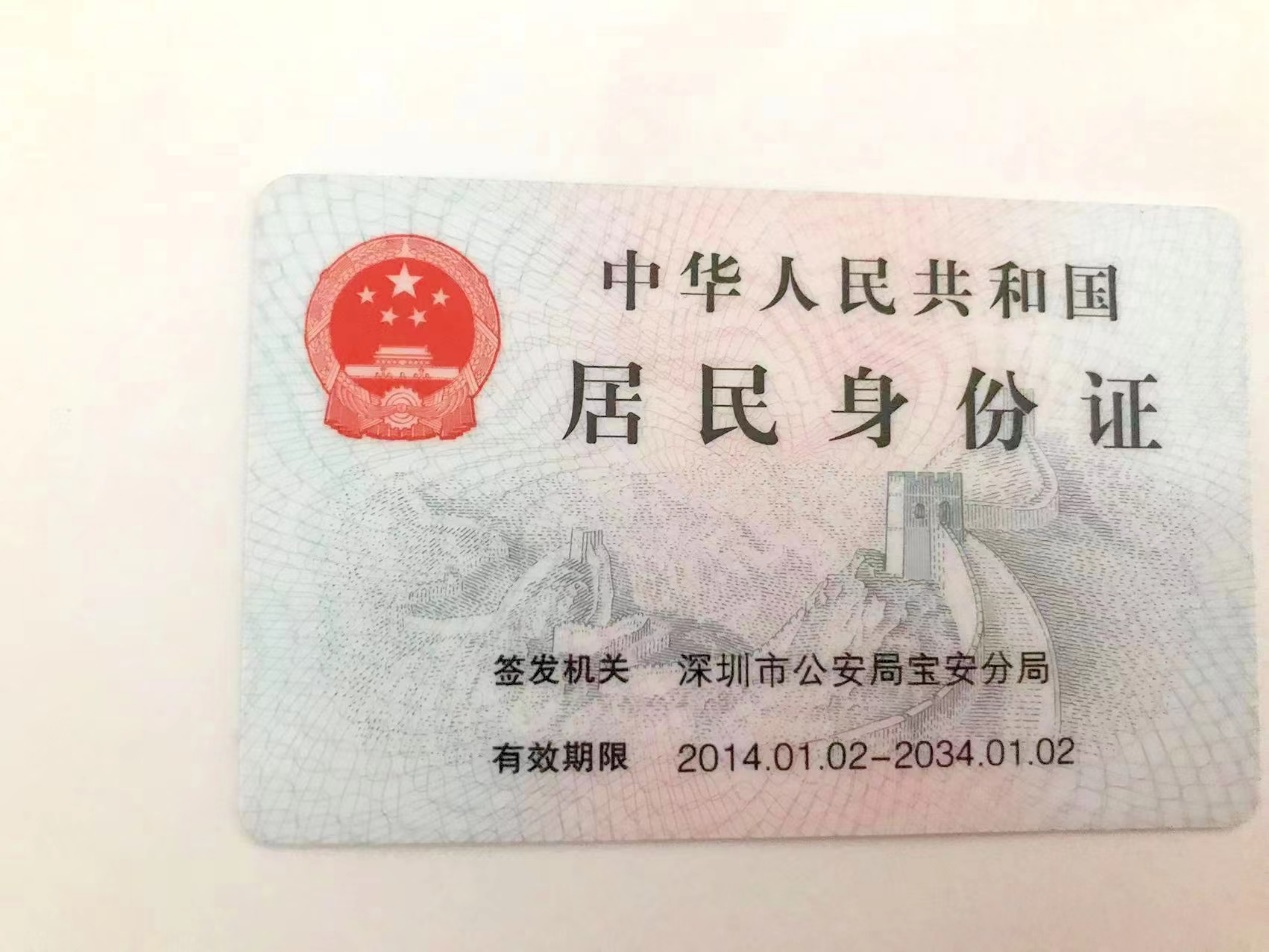 中华人民共和国
居民身份证
签发机关 深圳市公安局宝安分局
有效期限 2014.01.02-2034.01.02